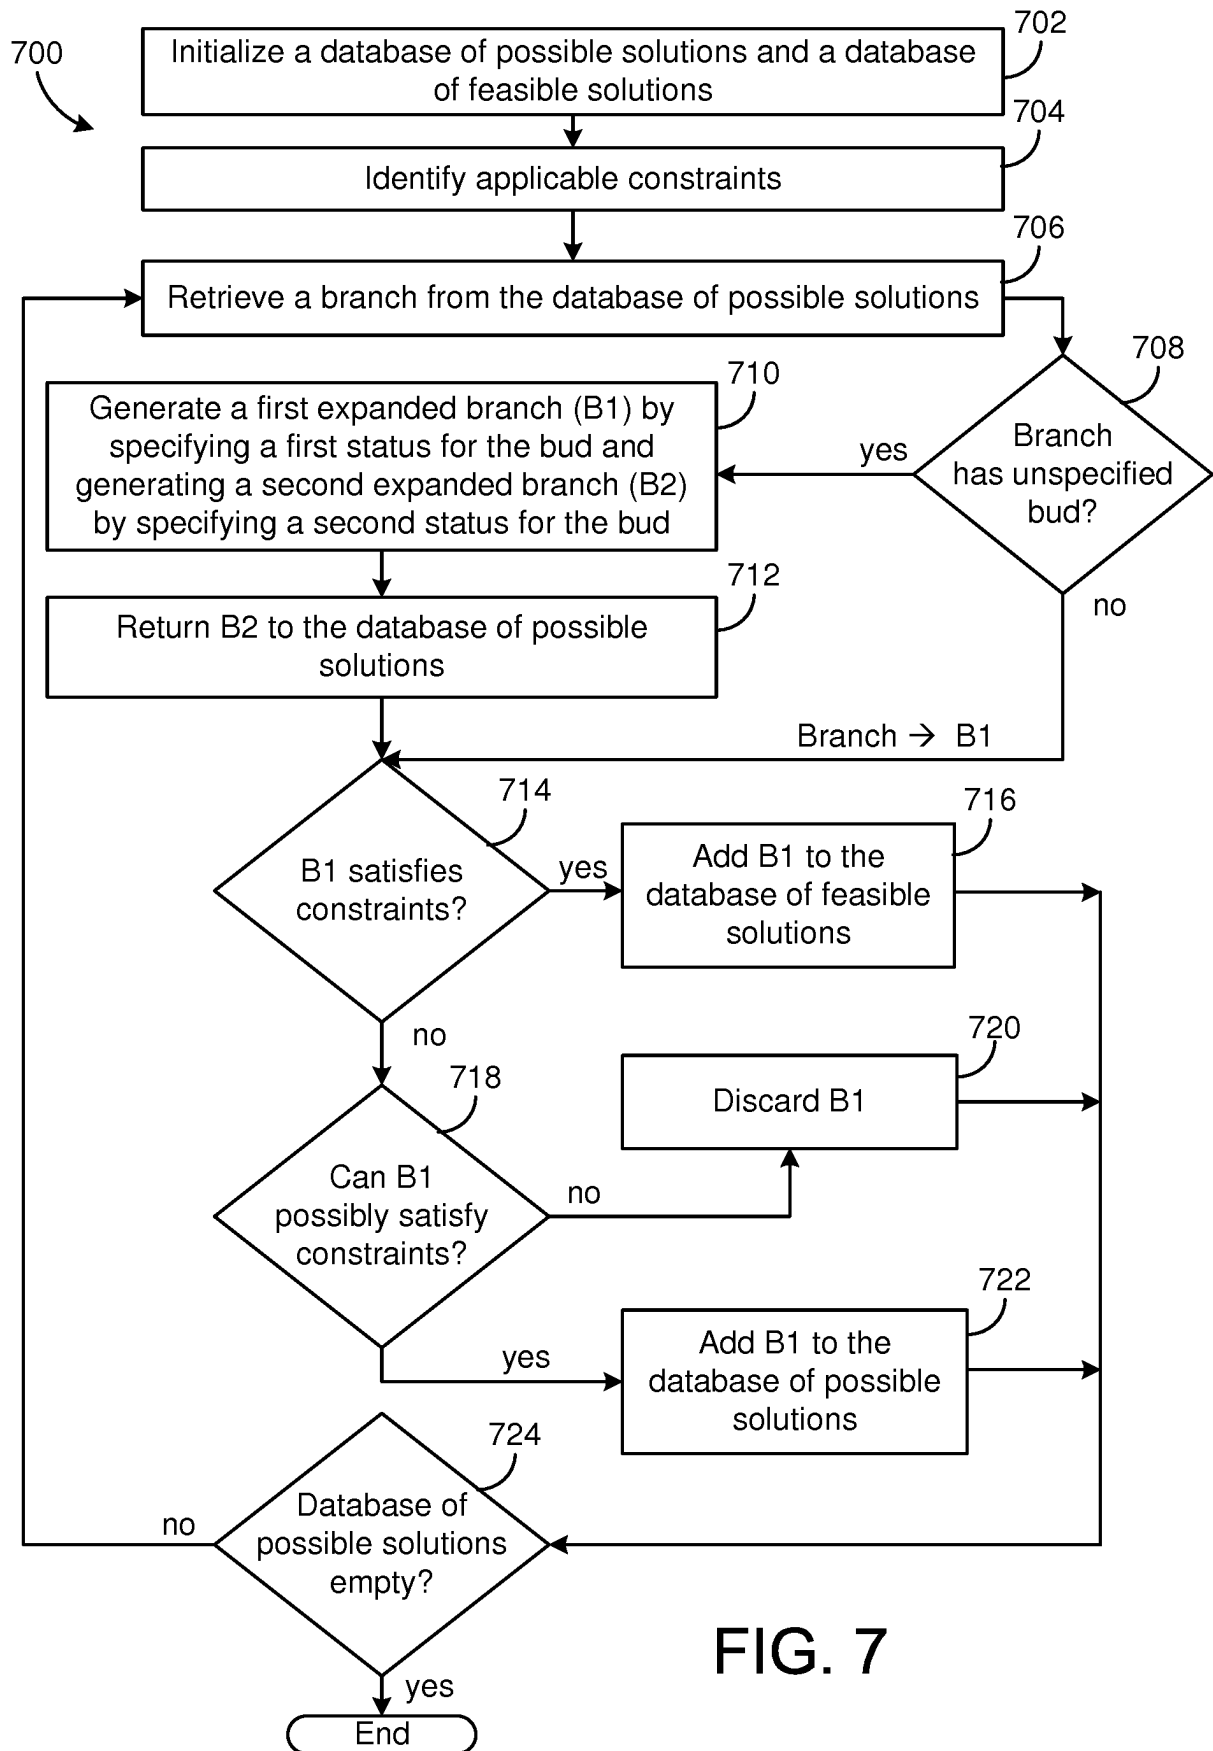 700
702
Initialize a database of possible solutions and a database
of feasible solutions
704
Identify applicable constraints
706
Retrieve a branch from the database of possible solutions
708
Branch
has unspecified
bud?
yes
no
710
Generate a first expanded branch (B1) by
specifying a first status for the bud and
generating a second expanded branch (B2)
by specifying a second status for the bud
712
Return B2 to the database of possible
solutions
Branch → B1
714
B1 satisfies
constraints?
yes
no
716
Add B1 to the
database of feasible
solutions
718
Can B1
possibly satisfy
constraints?
no
yes
720
Discard B1
722
Add B1 to the
database of possible
solutions
724
Database of
possible solutions
empty?
no
yes
End
FIG. 7